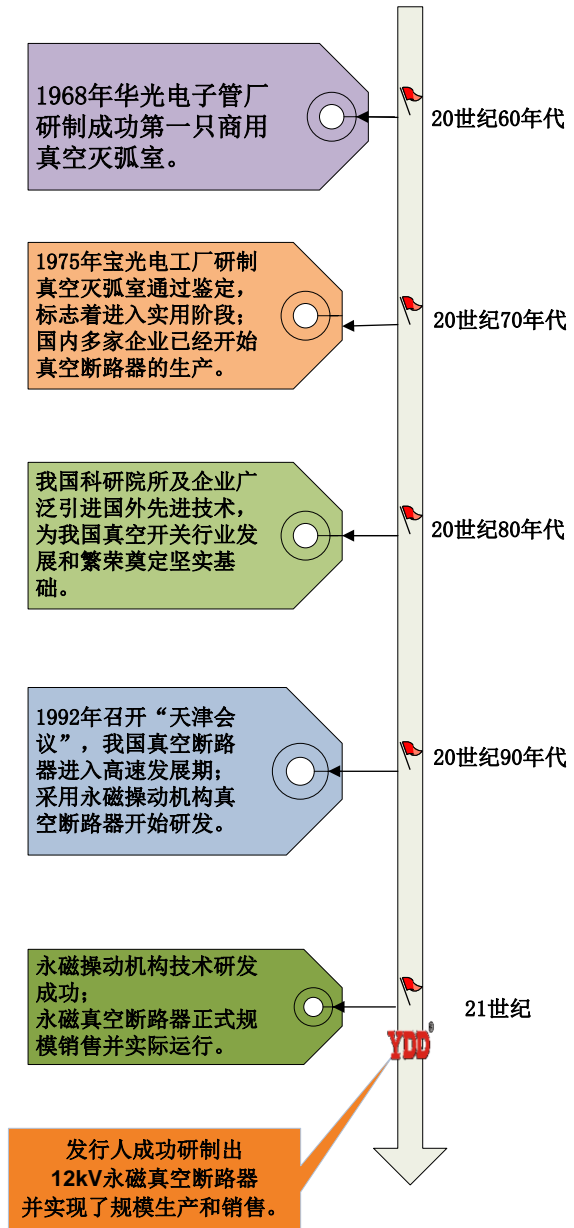 1968年华光电子管厂
研制成功第一只商用
真空灭弧室。
20世纪60年代
1975年宝光电工厂研制
真空灭弧室通过鉴定，
标志着进入实用阶段；
国内多家企业已经开始
真空断路器的生产。
20世纪70年代
我国科研院所及企业广
泛引进国外先进技术，
为我国真空开关行业发
展和繁荣奠定坚实基
础。
20世纪80年代
1992年召开“天津会
议”，我国真空断路
器进入高速发展期；
采用永磁操动机构真
空断路器开始研发。
20世纪90年代
永磁操动机构技术研发
成功；
永磁真空断路器正式规
模销售并实际运行。
21世纪
YDD®
发行人成功研制出
12kV永磁真空断路器
并实现了规模生产和销售。